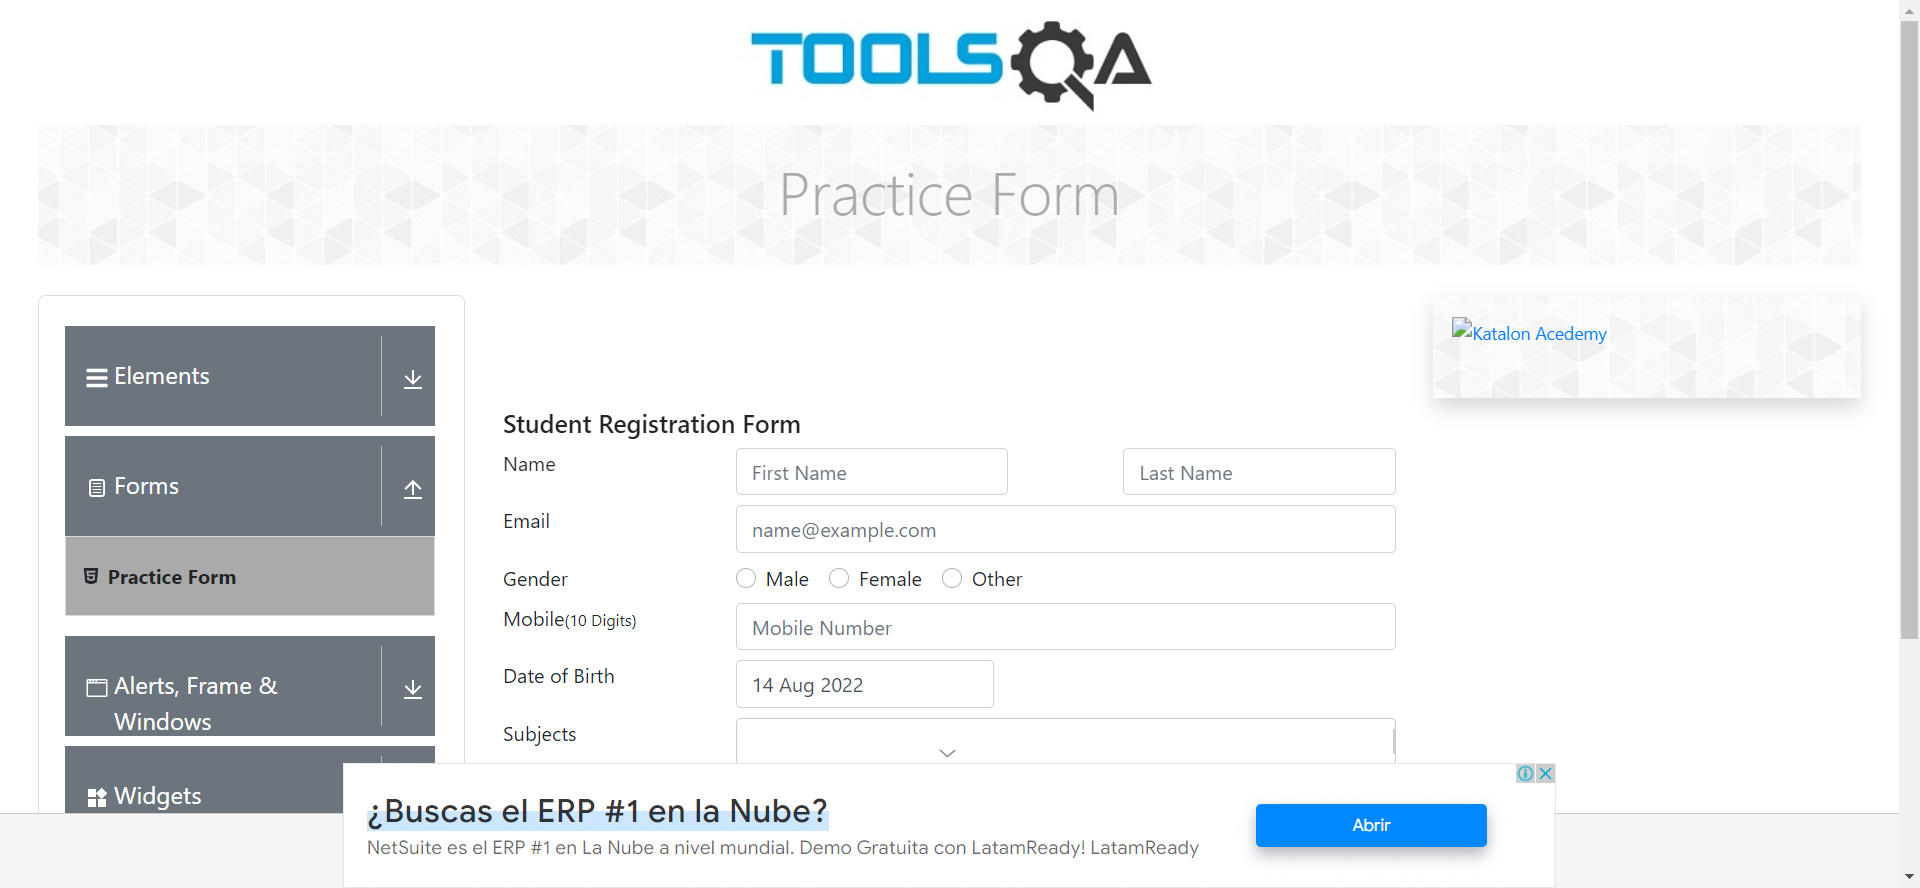 TOOLSQA
Practice Form
Elements
Forms
Practice Form
Alerts, Frame &
Windows
Widgets
Katalon Acedemy
Student Registration Form
Name
First Name
Last Name
Email
name@example.com
Gender
Male
Female
Other
Mobile(10 Digits)
Mobile Number
Date of Birth
14 Aug 2022
Subjects
¿Buscas el ERP #1 en la Nube?
NetSuite es el ERP #1 en La Nube a nivel mundial. Demo Gratuita con LatamReady! LatamReady
Abrir